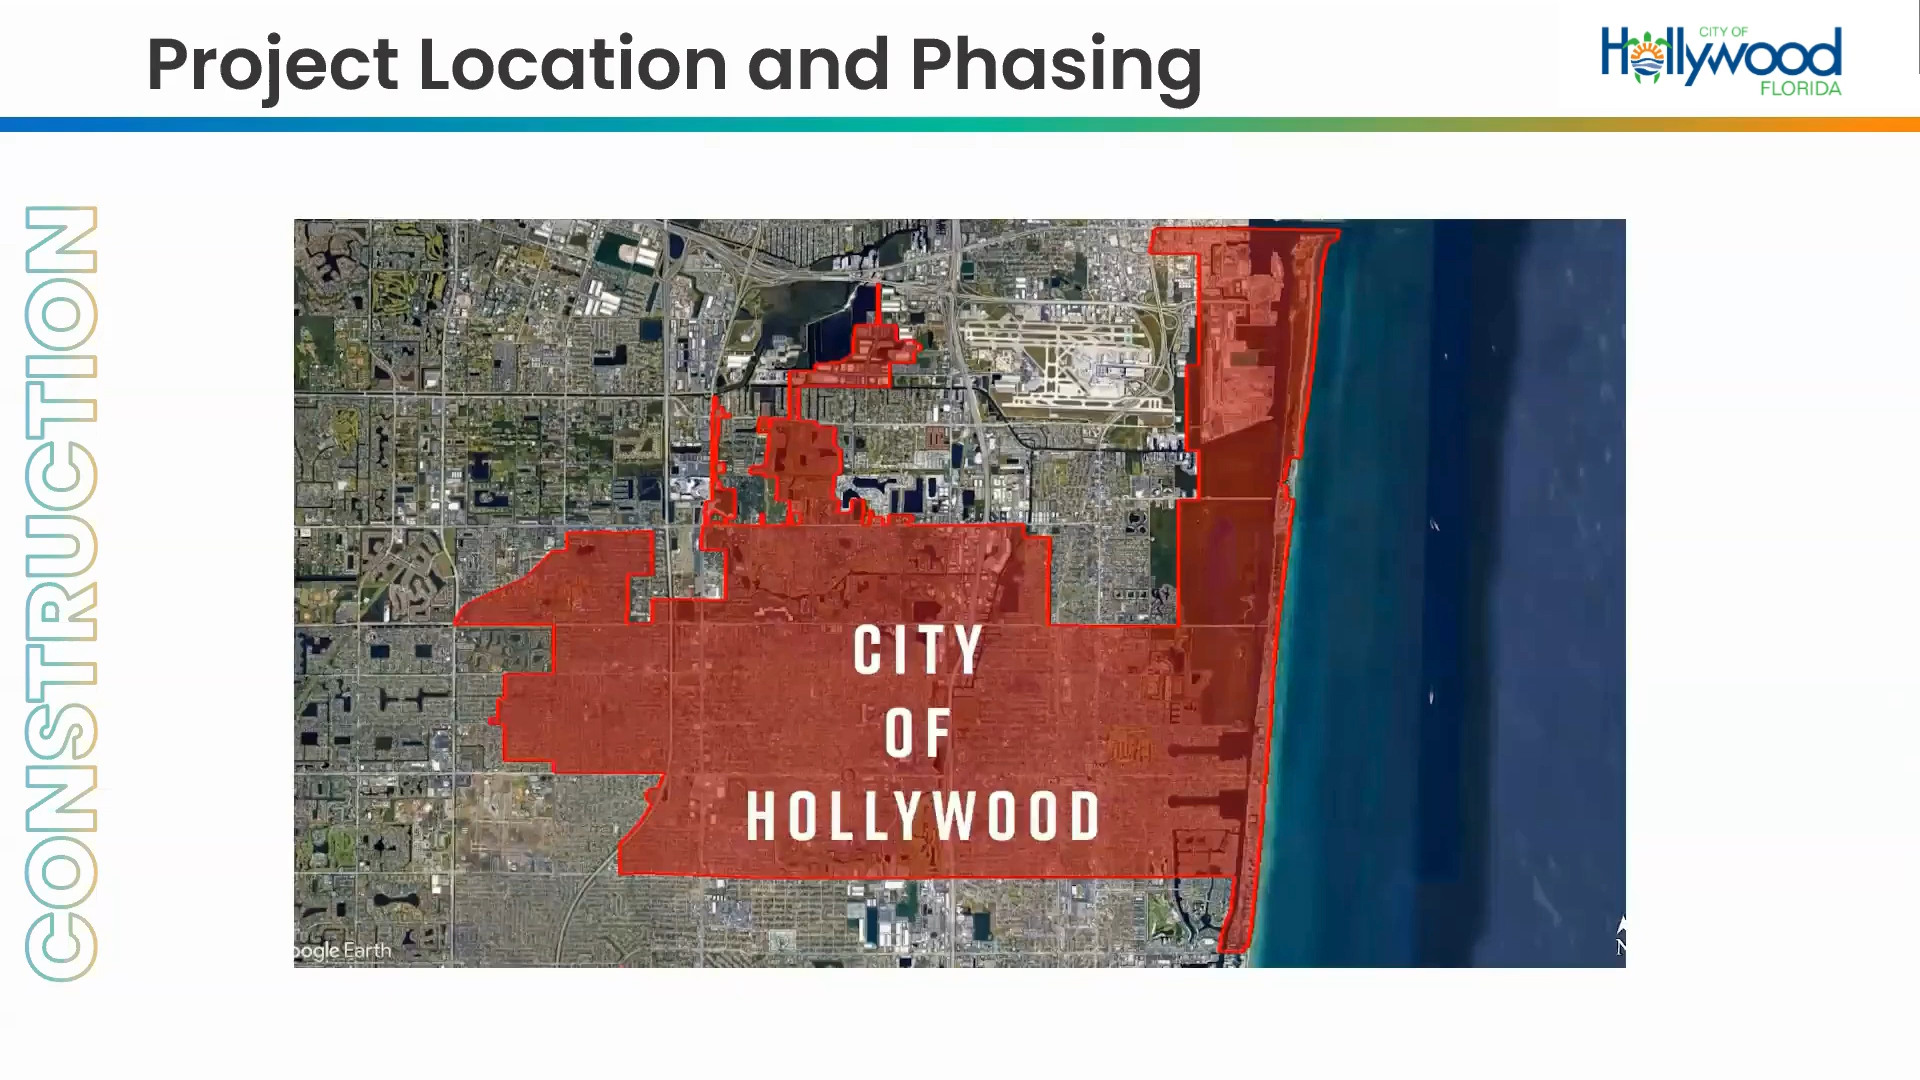 Project Location and Phasing
CITY OF
Hollywood
FLORIDA
CONSTRUCTION
CITY
OF
HOLLYWOOD
oogle Earth
N